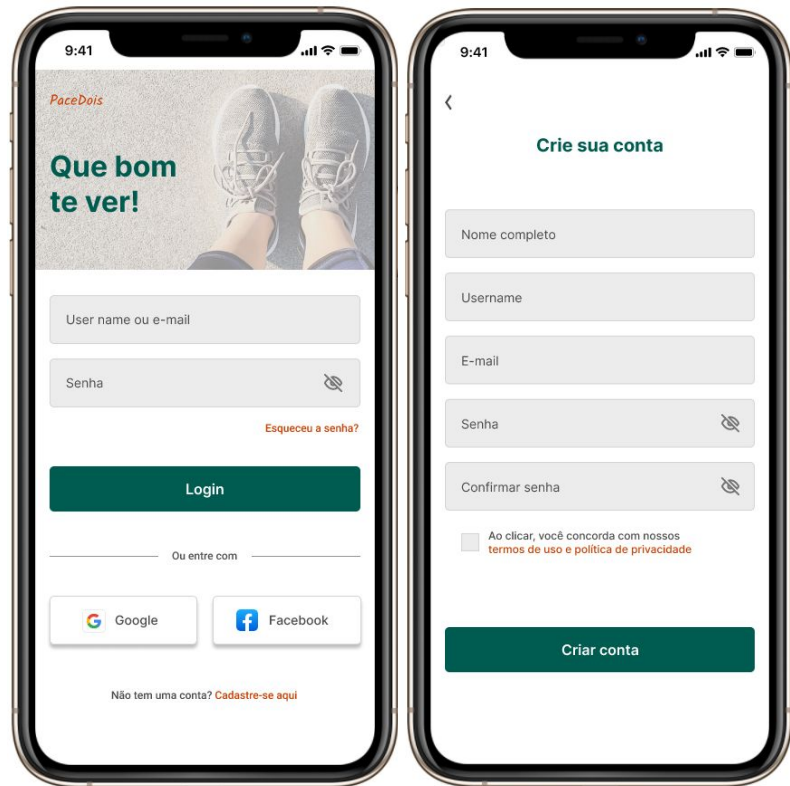 9:41
PaceDois
Que bom
te ver!
User name ou e-mail
Senha
Esqueceu a senha?
Login
Ou entre com
Google
Facebook
Não tem uma conta? Cadastre-se aqui
9:41
Crie sua conta
Nome completo
Username
E-mail
Senha
Confirmar senha
Ao clicar, você concorda com nossos
termos de uso e política de privacidade
Criar conta